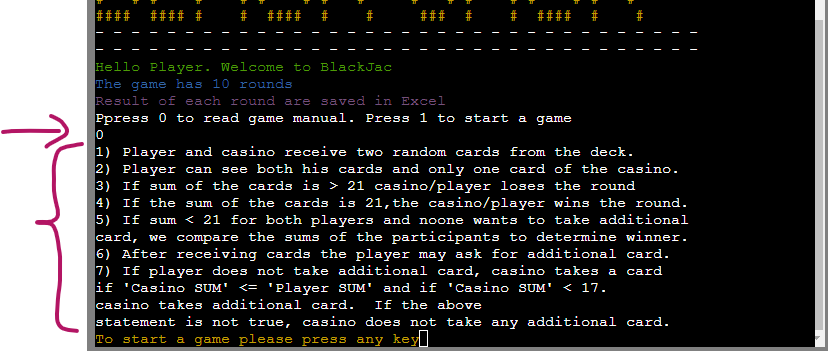 Hello Player. Welcome to BlackJac
The game has 10 rounds
Result of each round are saved in Excel
Ppress 0 to read game manual. Press 1 to start a game
0
1) Player and casino receive two random cards from the deck.
2) Player can see both his cards and only one card of the casino.
3) If sum of the cards is > 21 casino/player loses the round
4) If the sum of the cards is 21,the casino/player wins the round.
5) If sum < 21 for both players and noone wants to take additional
card, we compare the sums of the participants to determine winner.
6) After receiving cards the player may ask for additional card.
7) If player does not take additional card, casino takes a card
if 'Casino SUM' <= 'Player SUM' and if 'Casino SUM' < 17.
casino takes additional card.  If the above
statement is not true, casino does not take any additional card.
To start a game please press any key